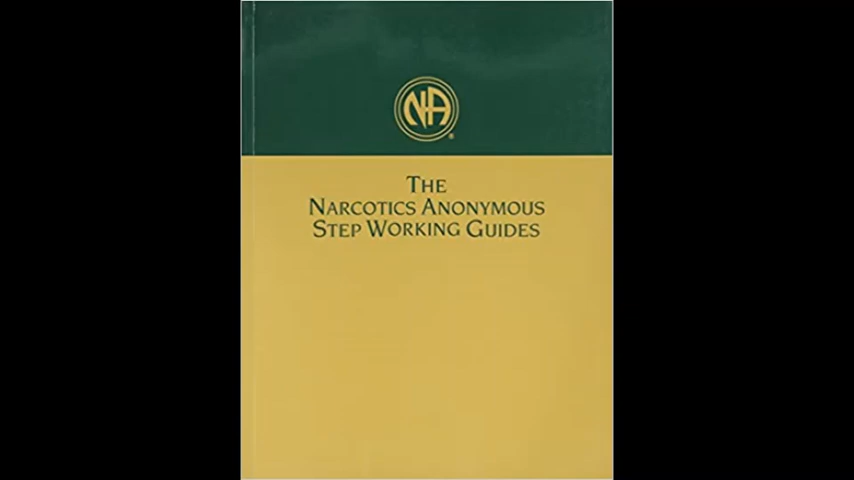 NA
®
THE
NARCOTICS ANONYMOUS
STEP WORKING GUIDES